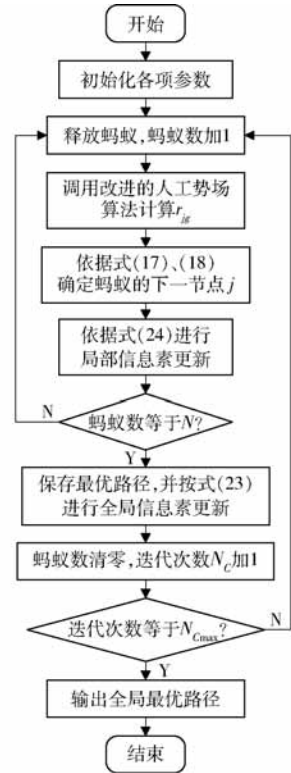 开始
初始化各项参数
释放蚂蚁,蚂蚁数加1
调用改进的人工势场
算法计算r_jg
依据式(17)、(18)
确定蚂蚁的下一节点j
依据式(24)进行
局部信息素更新
N
蚂蚁数等于N?
Y
保存最优路径,并按式(23)
进行全局信息素更新
蚂蚁数清零,迭代次数N_C加1
N
迭代次数等于N_Cmax?
Y
输出全局最优路径
结束